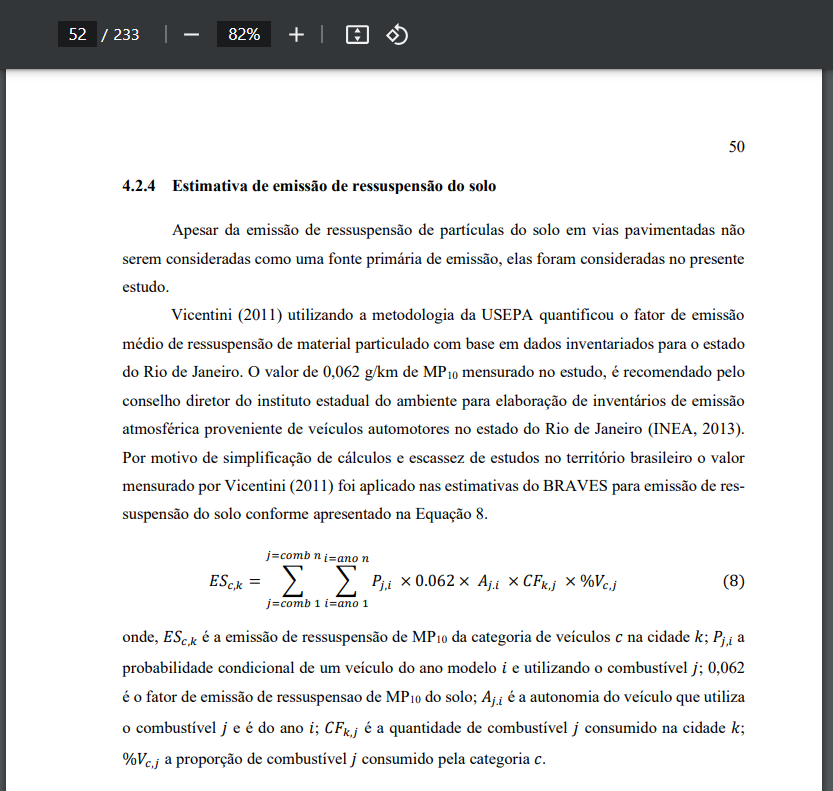 52 / 233 82%
50
4.2.4 Estimativa de emissão de ressuspensão do solo
Apesar da emissão de ressuspensão de partículas do solo em vias pavimentadas não
serem consideradas como uma fonte primária de emissão, elas foram consideradas no presente
estudo.
Vicentini (2011) utilizando a metodologia da USEPA quantificou o fator de emissão
médio de ressuspensão de material particulado com base em dados inventariados para o estado
do Rio de Janeiro. O valor de 0,062 g/km de MP₁₀ mensurado no estudo, é recomendado pelo
conselho diretor do instituto estadual do ambiente para elaboração de inventários de emissão
atmosférica proveniente de veículos automotores no estado do Rio de Janeiro (INEA, 2013).
Por motivo de simplificação de cálculos e escassez de estudos no território brasileiro o valor
mensurado por Vicentini (2011) foi aplicado nas estimativas do BRAVES para emissão de res-
suspensão do solo conforme apresentado na Equação 8.
j=comb n i=ano n
ES_{c,k} = ∑ ∑ P_{j,i} × 0.062 × A_{j.i} × CF_{k,j} × %V_{c,j} (8)
j=comb 1 i=ano 1
onde, ES_{c,k} é a emissão de ressuspensão de MP₁₀ da categoria de veículos c na cidade k; P_{j,i} a
probabilidade condicional de um veículo do ano modelo i e utilizando o combustível j; 0,062
é o fator de emissão de ressuspensao de MP₁₀ do solo; A_{j.i} é a autonomia do veículo que utiliza
o combustível j e é do ano i; CF_{k,j} é a quantidade de combustível j consumido na cidade k;
%V_{c,j} a proporção de combustível j consumido pela categoria c.